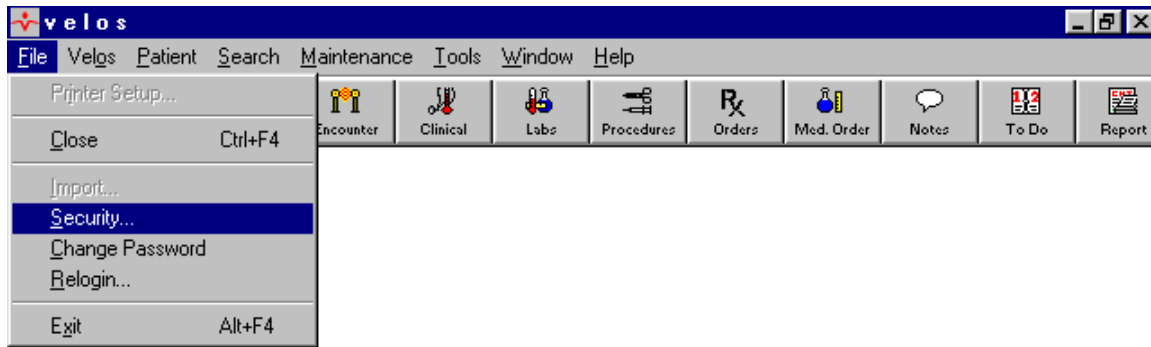 velos
File Velos Patient Search Maintenance Tools Window Help
Printer Setup...
Close Ctrl+F4
Import...
Security...
Change Password
Relogin...
Exit Alt+F4
Encounter Clinical Labs Procedures Orders Med. Order Notes To Do Report